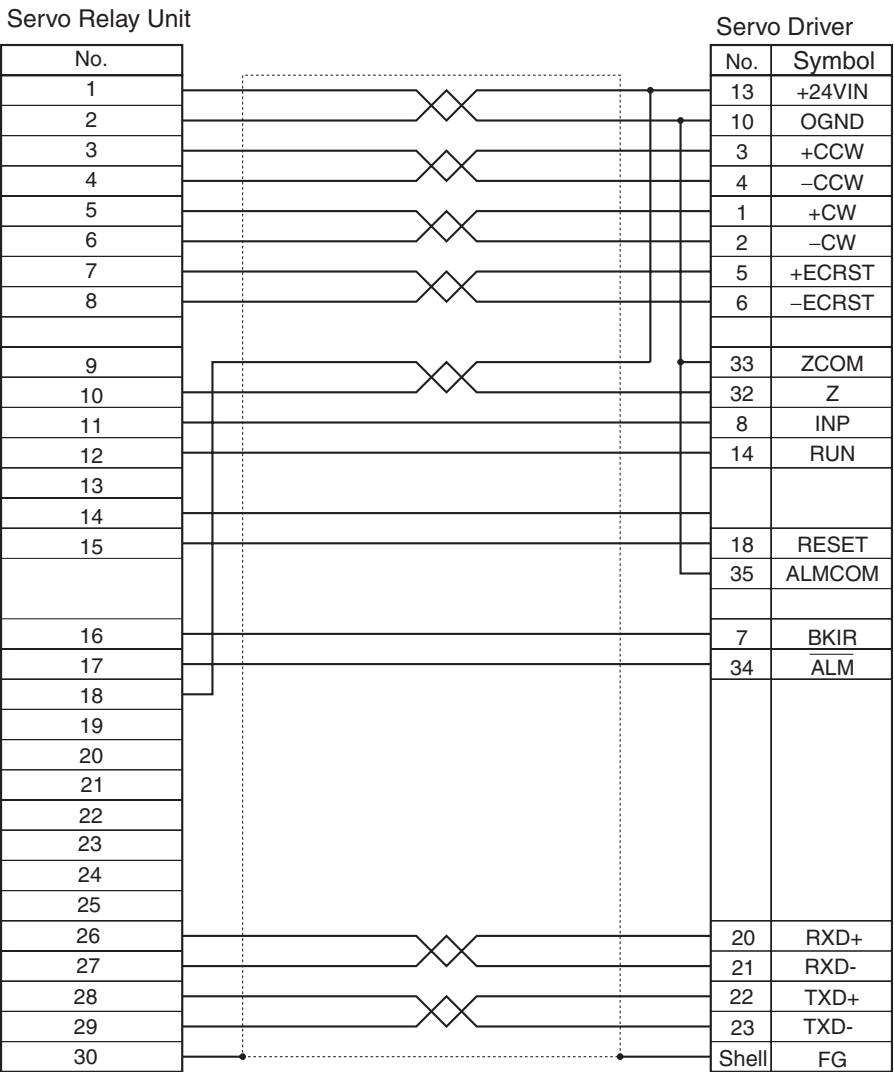 Servo Relay Unit
Servo Driver
No.
No. Symbol
1 13 +24VIN
2 10 OGND
3 3 +CCW
4 4 −CCW
5 1 +CW
6 2 −CW
7 5 +ECRST
8 6 −ECRST
9 33 ZCOM
10 32 Z
11 8 INP
12 14 RUN
13
14
15 18 RESET
35 ALMCOM
16 7 BKIR
17 34 ALM
18
19
20
21
22
23
24
25
26 20 RXD+
27 21 RXD-
28 22 TXD+
29 23 TXD-
30 Shell FG